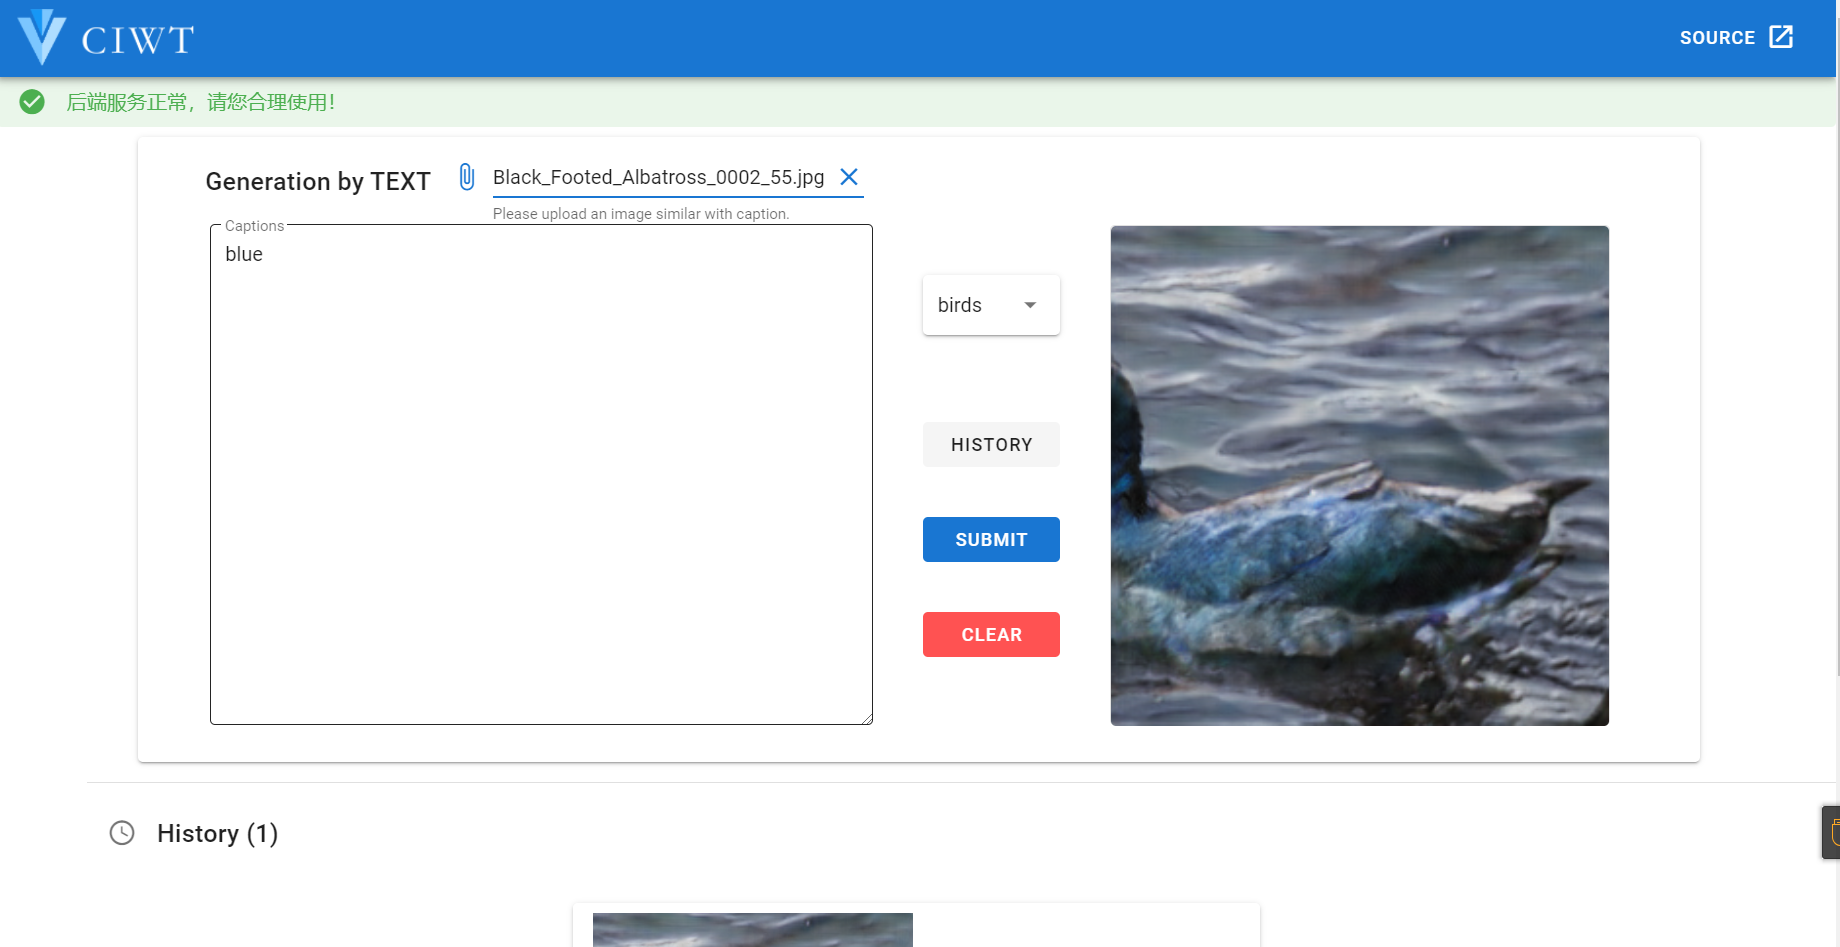 CIWT
SOURCE
后端服务正常，请您合理使用！
Generation by TEXT
Black_Footed_Albatross_0002_55.jpg
Please upload an image similar with caption.
Captions
blue
birds
HISTORY
SUBMIT
CLEAR
History (1)